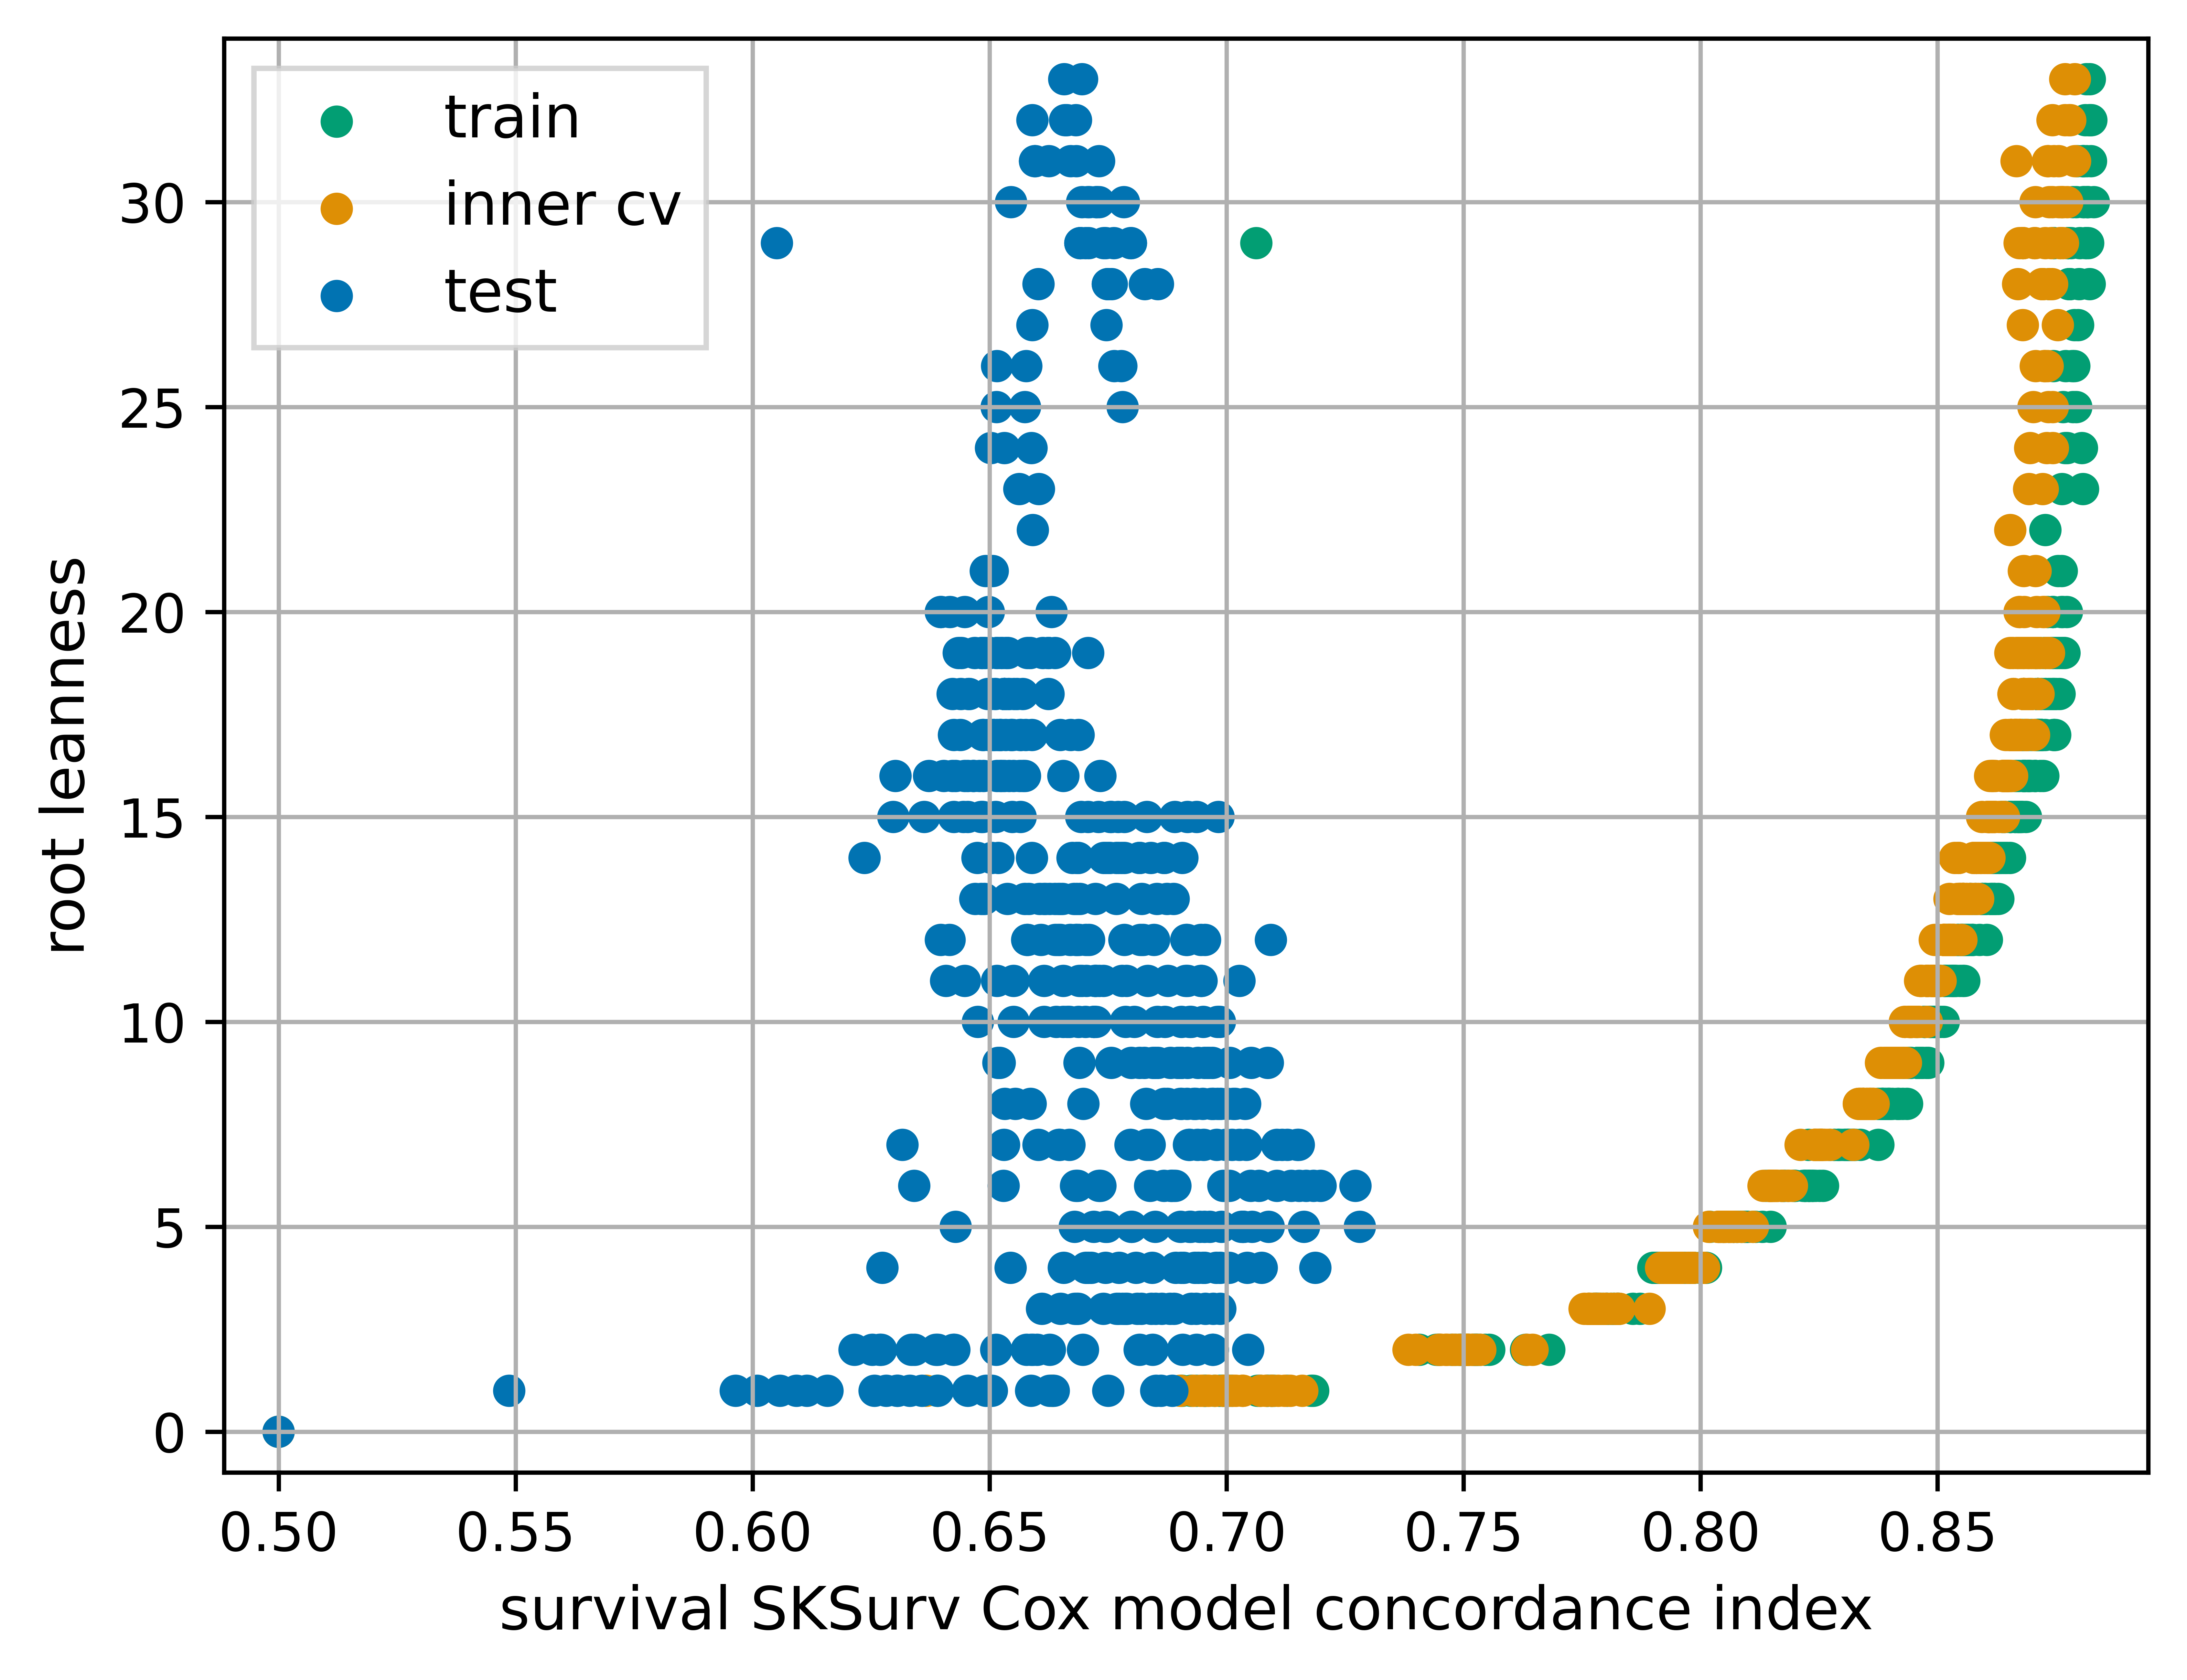 train
inner cv
test
30
25
20
15
10
5
0
root leanness
0.50 0.55 0.60 0.65 0.70 0.75 0.80 0.85
survival SKSurv Cox model concordance index